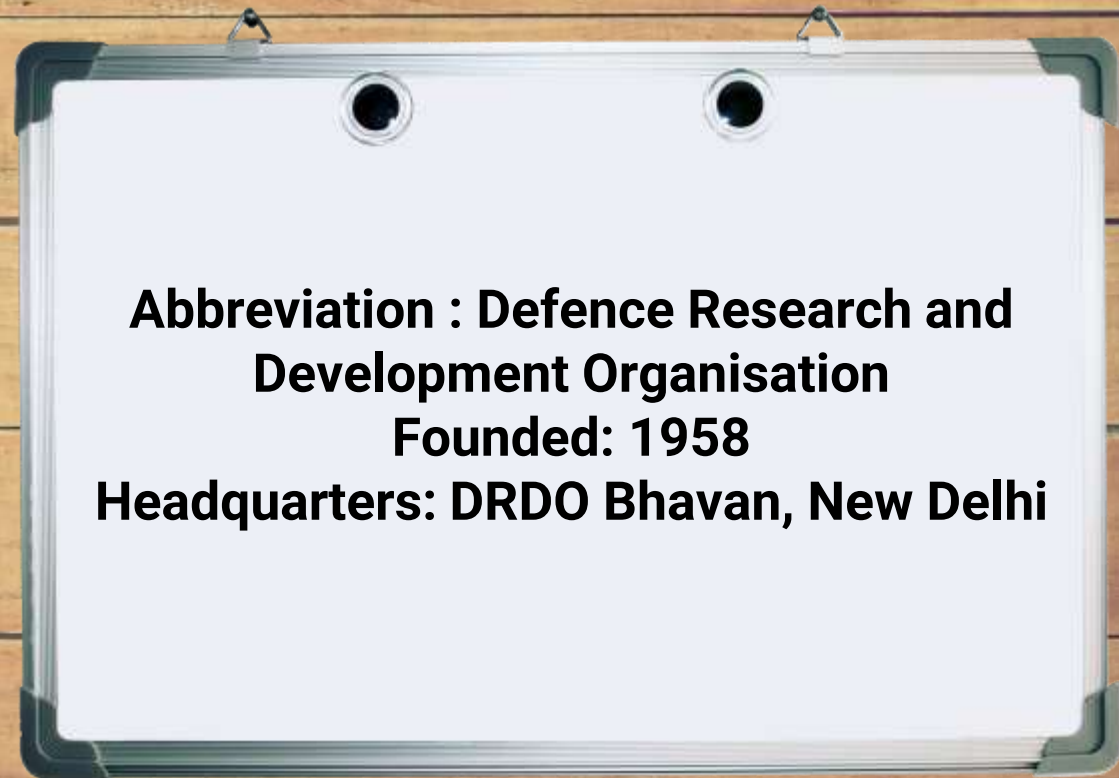 Abbreviation : Defence Research and
Development Organisation
Founded: 1958
Headquarters: DRDO Bhavan, New Delhi